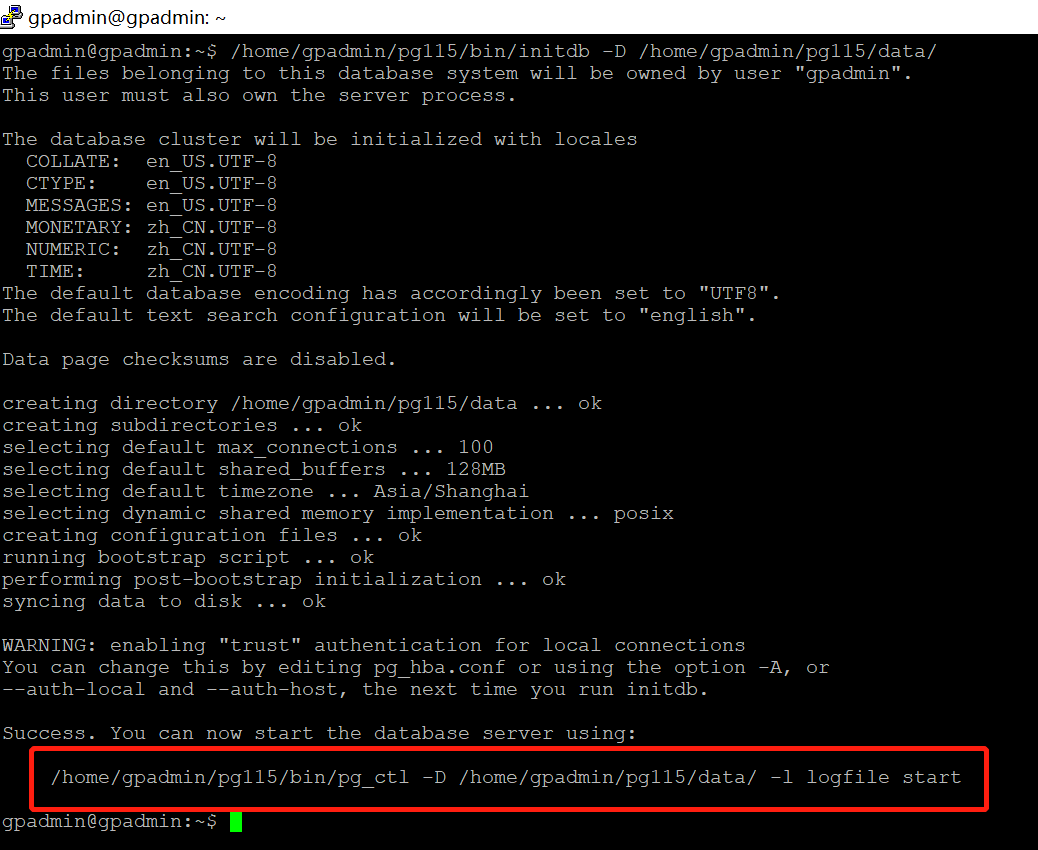 gpadmin@gpadmin: ~
gpadmin@gpadmin:~$ /home/gpadmin/pg115/bin/initdb -D /home/gpadmin/pg115/data/
The files belonging to this database system will be owned by user "gpadmin".
This user must also own the server process.
The database cluster will be initialized with locales
COLLATE: en_US.UTF-8
CTYPE: en_US.UTF-8
MESSAGES: en_US.UTF-8
MONETARY: zh_CN.UTF-8
NUMERIC: zh_CN.UTF-8
TIME: zh_CN.UTF-8
The default database encoding has accordingly been set to "UTF8".
The default text search configuration will be set to "english".
Data page checksums are disabled.
creating directory /home/gpadmin/pg115/data ... ok
creating subdirectories ... ok
selecting default max_connections ... 100
selecting default shared_buffers ... 128MB
selecting default timezone ... Asia/Shanghai
selecting dynamic shared memory implementation ... posix
creating configuration files ... ok
running bootstrap script ... ok
performing post-bootstrap initialization ... ok
syncing data to disk ... ok
WARNING: enabling "trust" authentication for local connections
You can change this by editing pg_hba.conf or using the option -A, or
--auth-local and --auth-host, the next time you run initdb.
Success. You can now start the database server using:
/home/gpadmin/pg115/bin/pg_ctl -D /home/gpadmin/pg115/data/ -l logfile start
gpadmin@gpadmin:~$